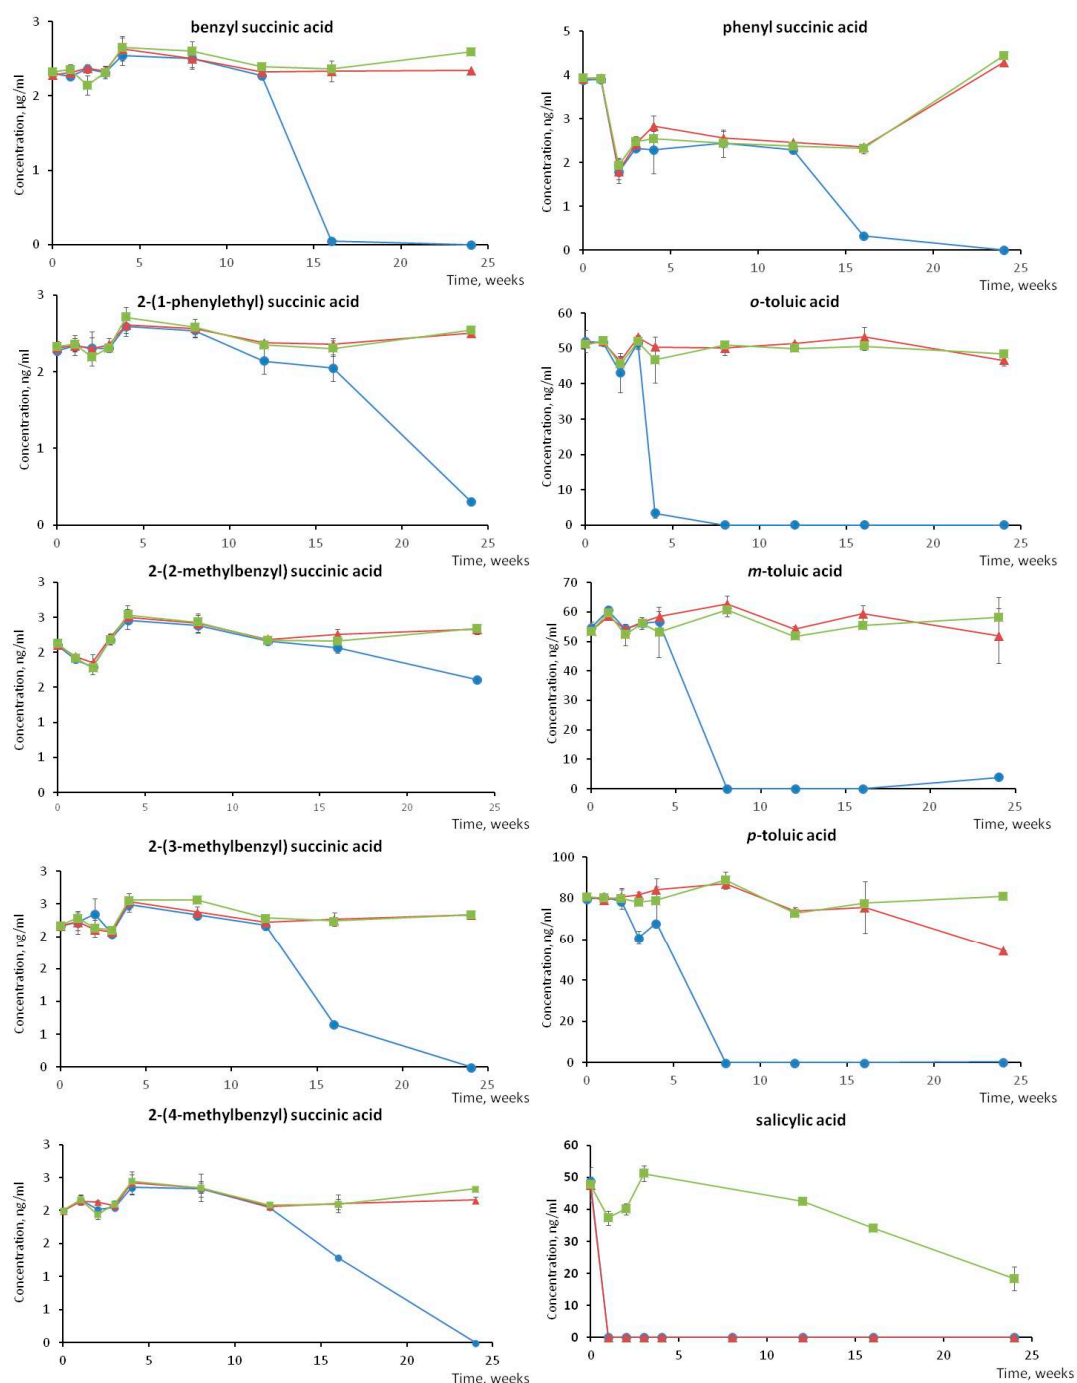 benzyl succinic acid
3
2
1
0
Concentration, µg/ml
0 5 10 15 20 25
Time, weeks
phenyl succinic acid
5
4
3
2
1
0
Concentration, ng/ml
0 5 10 15 20 25
Time, weeks
2-(1-phenylethyl) succinic acid
3
2
1
0
Concentration, ng/ml
0 5 10 15 20 25
Time, weeks
o-toluic acid
60
50
40
30
20
10
0
Concentration, ng/ml
0 5 10 15 20 25
Time, weeks
2-(2-methylbenzyl) succinic acid
3
3
2
2
1
1
0
Concentration, ng/ml
0 5 10 15 20 25
Time, weeks
m-toluic acid
70
60
50
40
30
20
10
0
Concentration, ng/ml
0 5 10 15 20 25
Time, weeks
2-(3-methylbenzyl) succinic acid
3
3
2
2
1
1
0
Concentration, ng/ml
0 5 10 15 20 25
Time, weeks
p-toluic acid
100
80
60
40
20
0
Concentration, ng/ml
0 5 10 15 20 25
Time, weeks
2-(4-methylbenzyl) succinic acid
3
3
2
2
1
1
0
Concentration, ng/ml
0 5 10 15 20 25
Time, weeks
salicylic acid
60
50
40
30
20
10
0
Concentration, ng/ml
0 5 10 15 20 25
Time, weeks